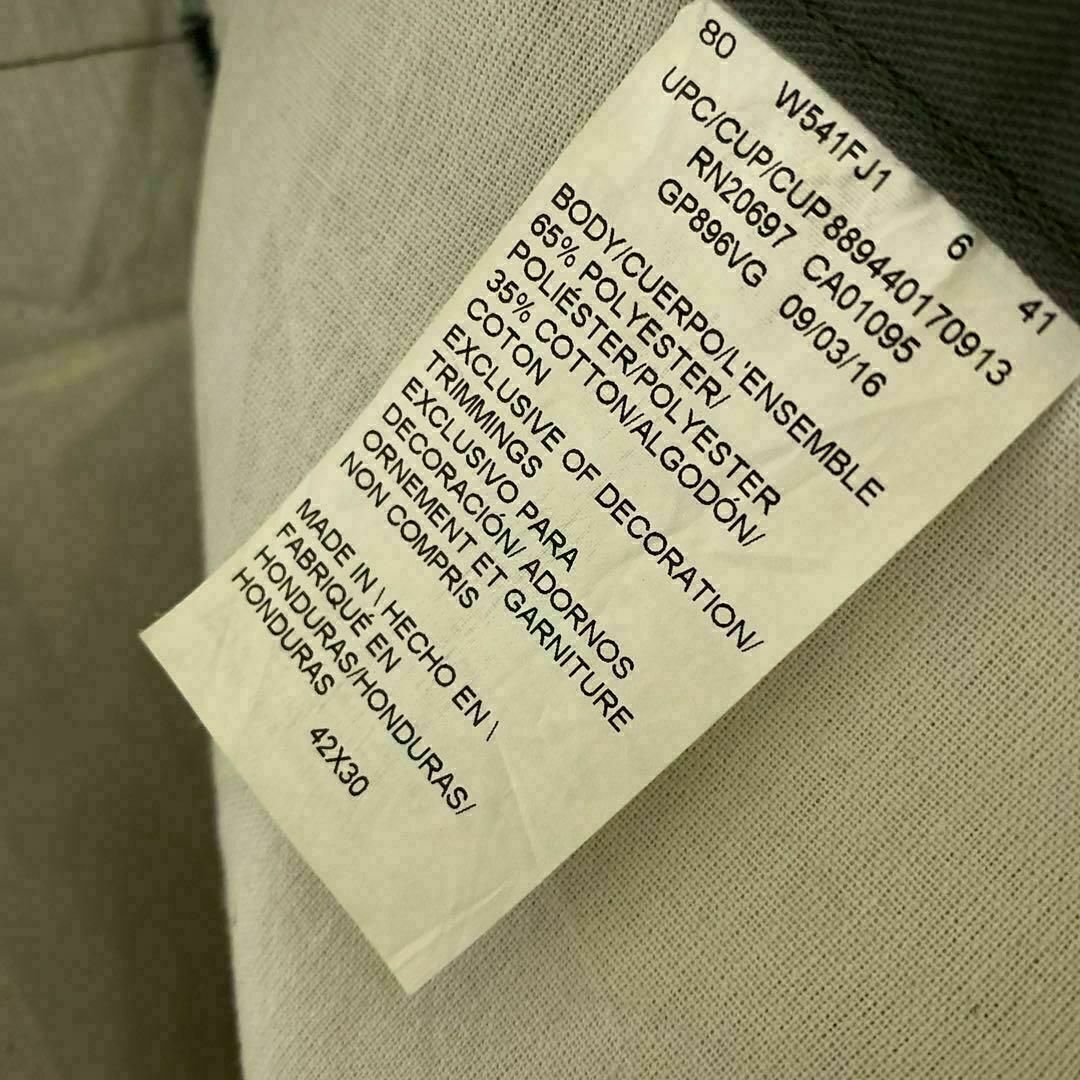 80 W541FJ1 6 41
UPC/CUP/CUP889440170913
RN20697 CA01095
GP896VG 09/03/16
BODY/CUERPO/L'ENSEMBLE
65% POLYESTER/
POLIÉSTER/POLYESTER
35% COTTON/ALGODÓN/
COTON
EXCLUSIVE OF DECORATION/
TRIMMINGS
EXCLUSIVO PARA
DECORACIÓN/ ADORNOS
ORNEMENT ET GARNITURE
NON COMPRIS
MADE IN \ HECHO EN \
FABRIQUÉ EN
HONDURAS/HONDURAS/
HONDURAS
42X30